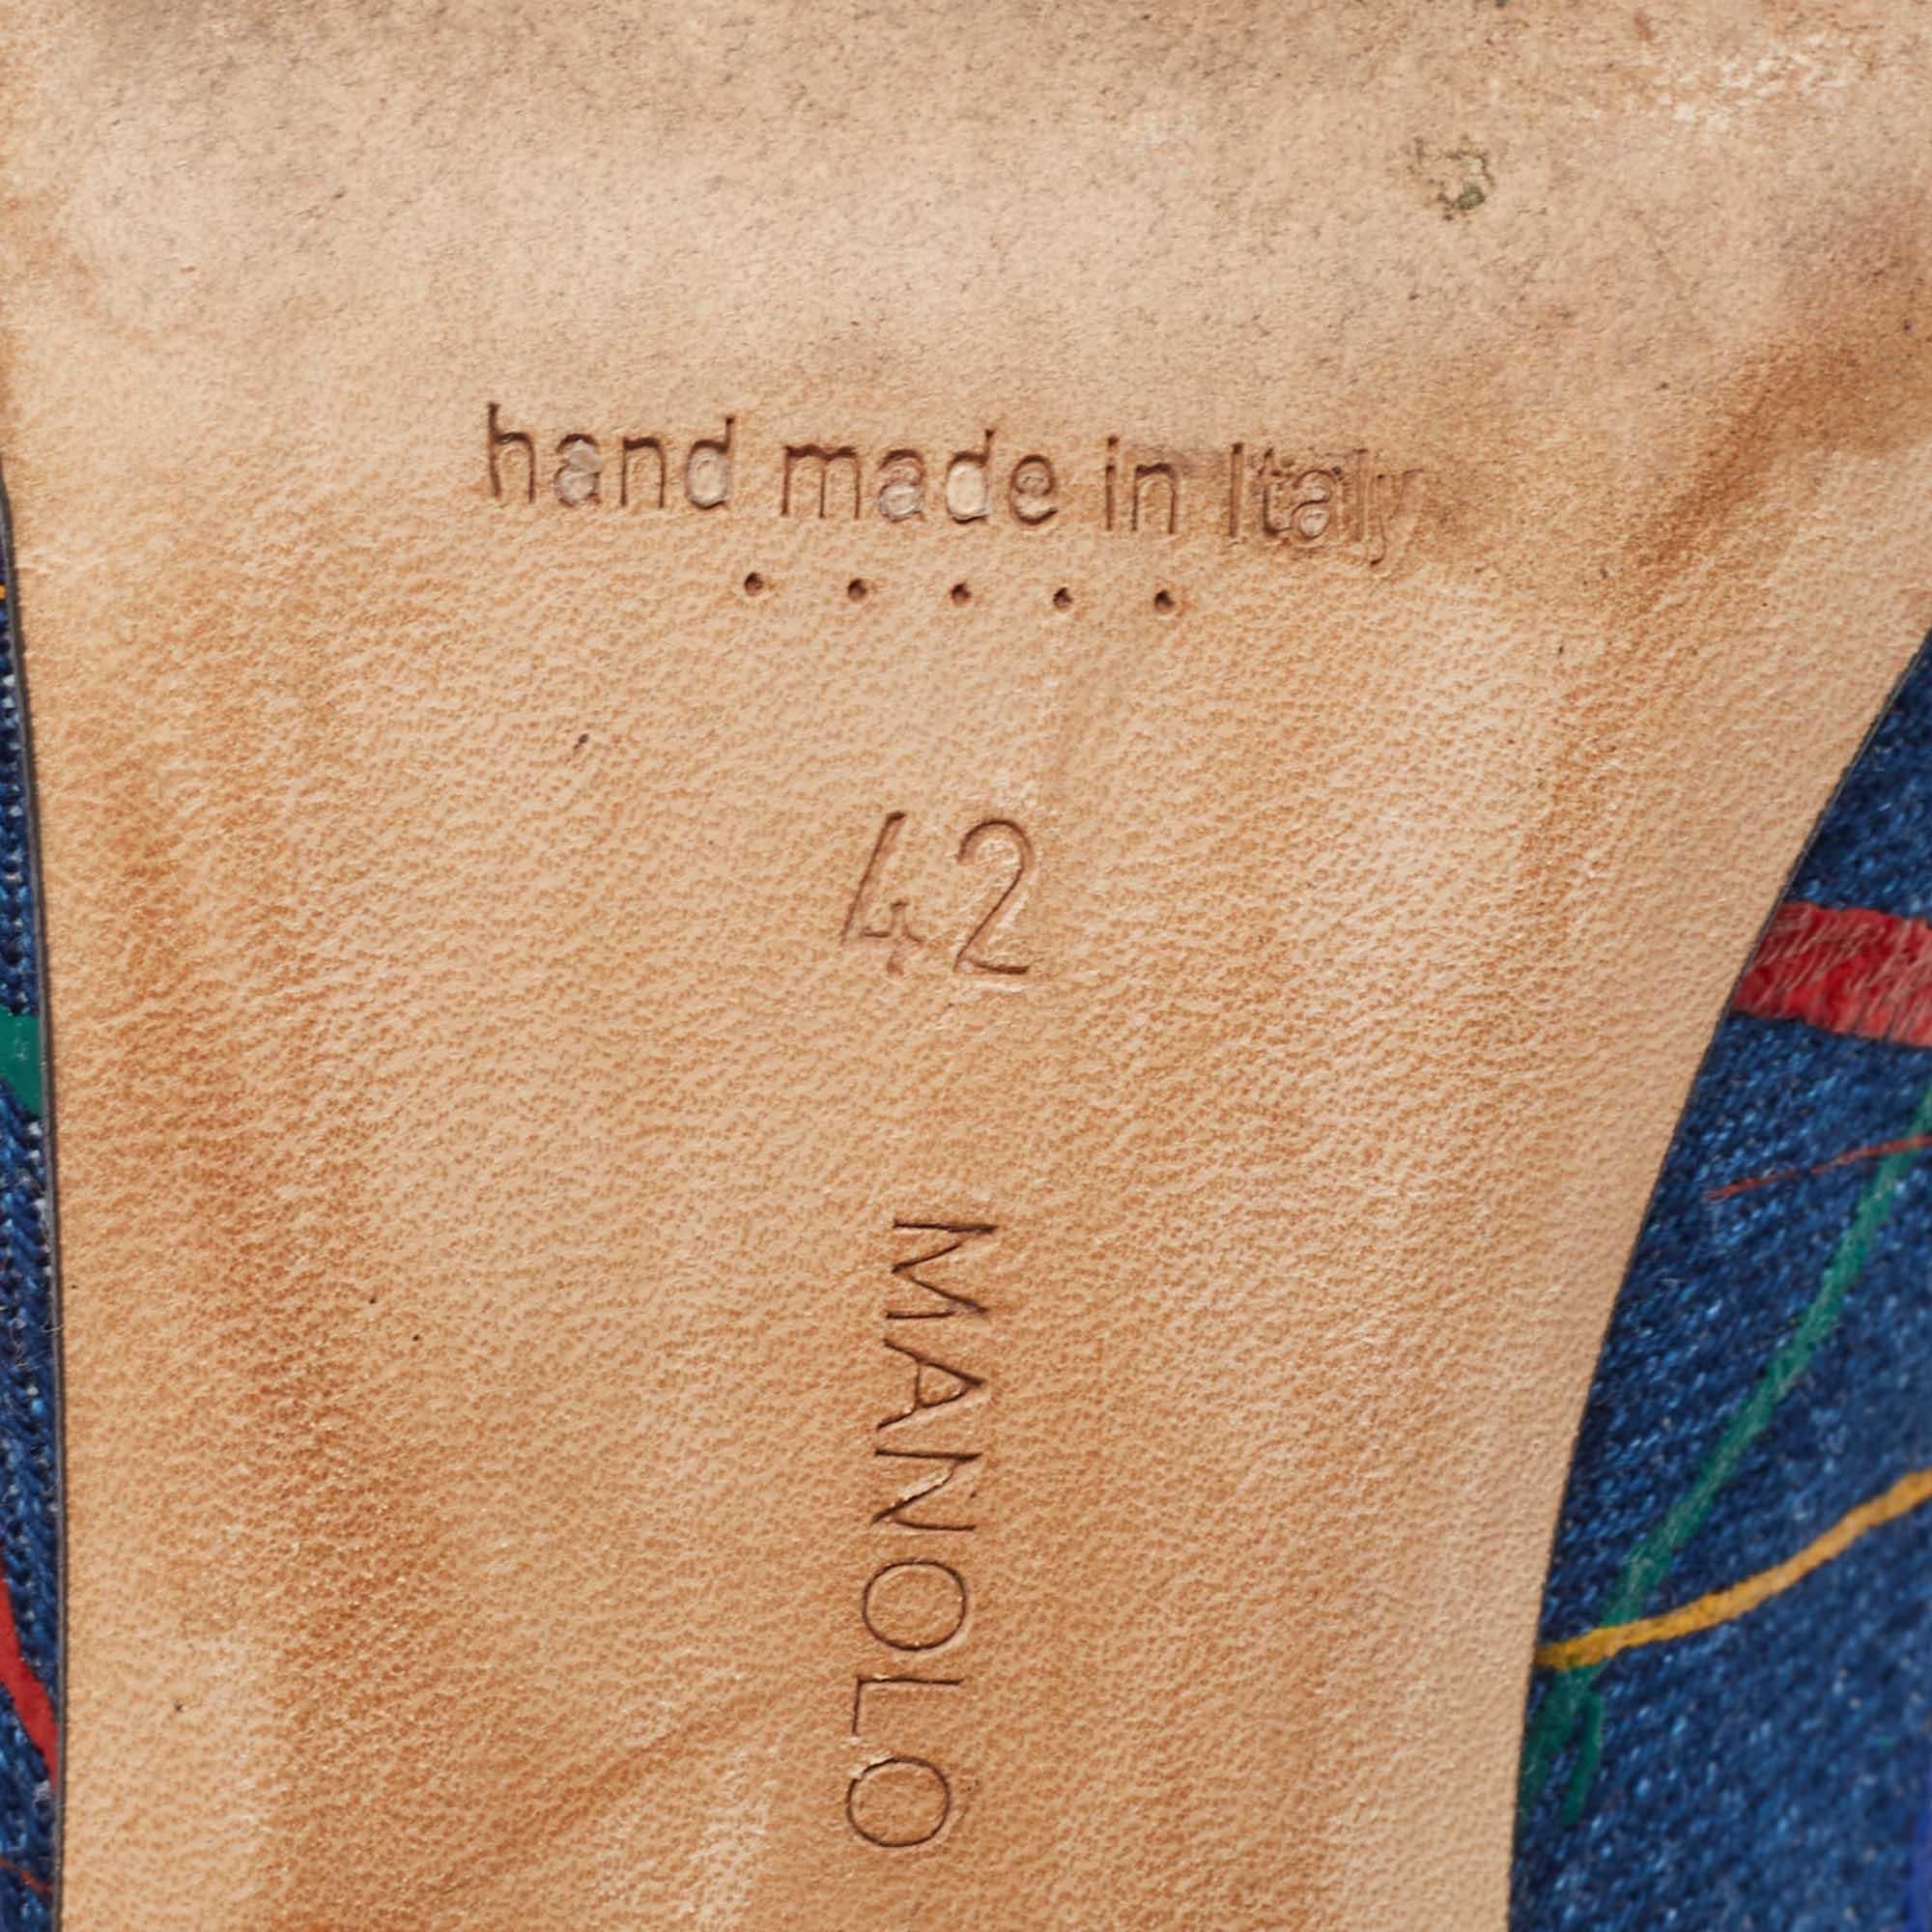 hand made in Italy
.....
42
MANOLO